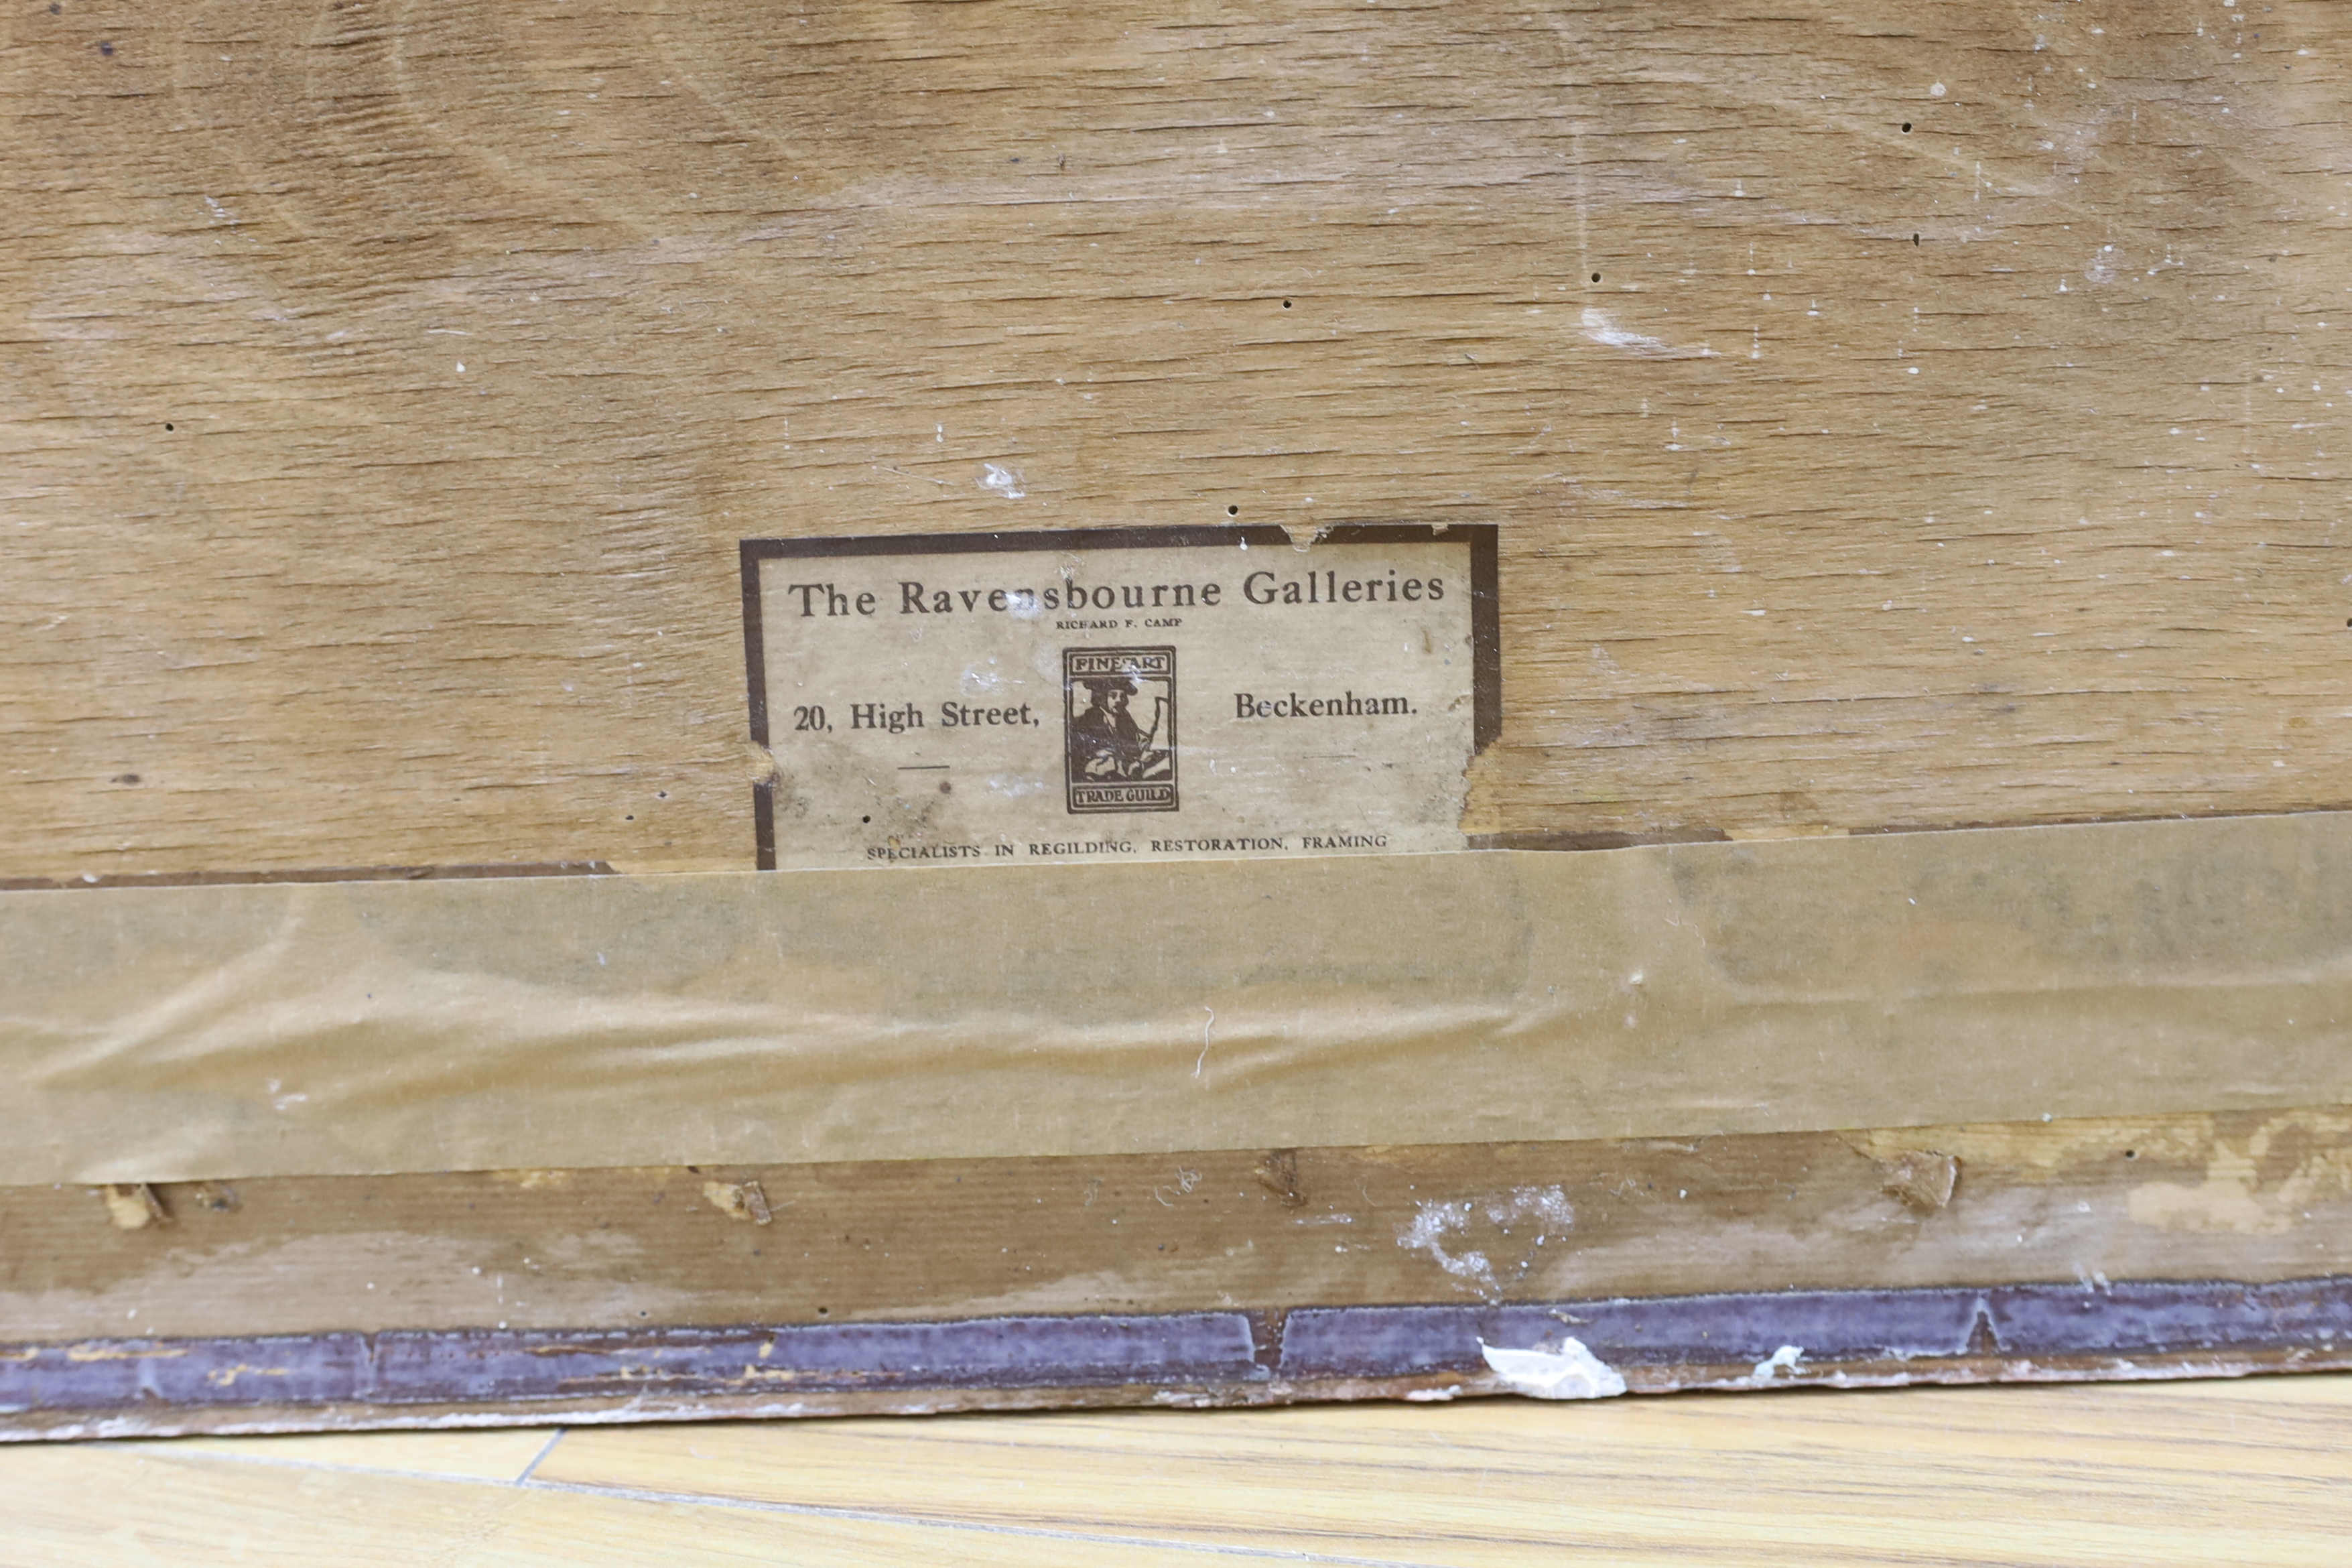 The Ravensbourne Galleries
RICHARD F. CAMP
FINE ART
20, High Street,
Beckenham.
TRADE GUILD
SPECIALISTS IN REGILDING, RESTORATION, FRAMING